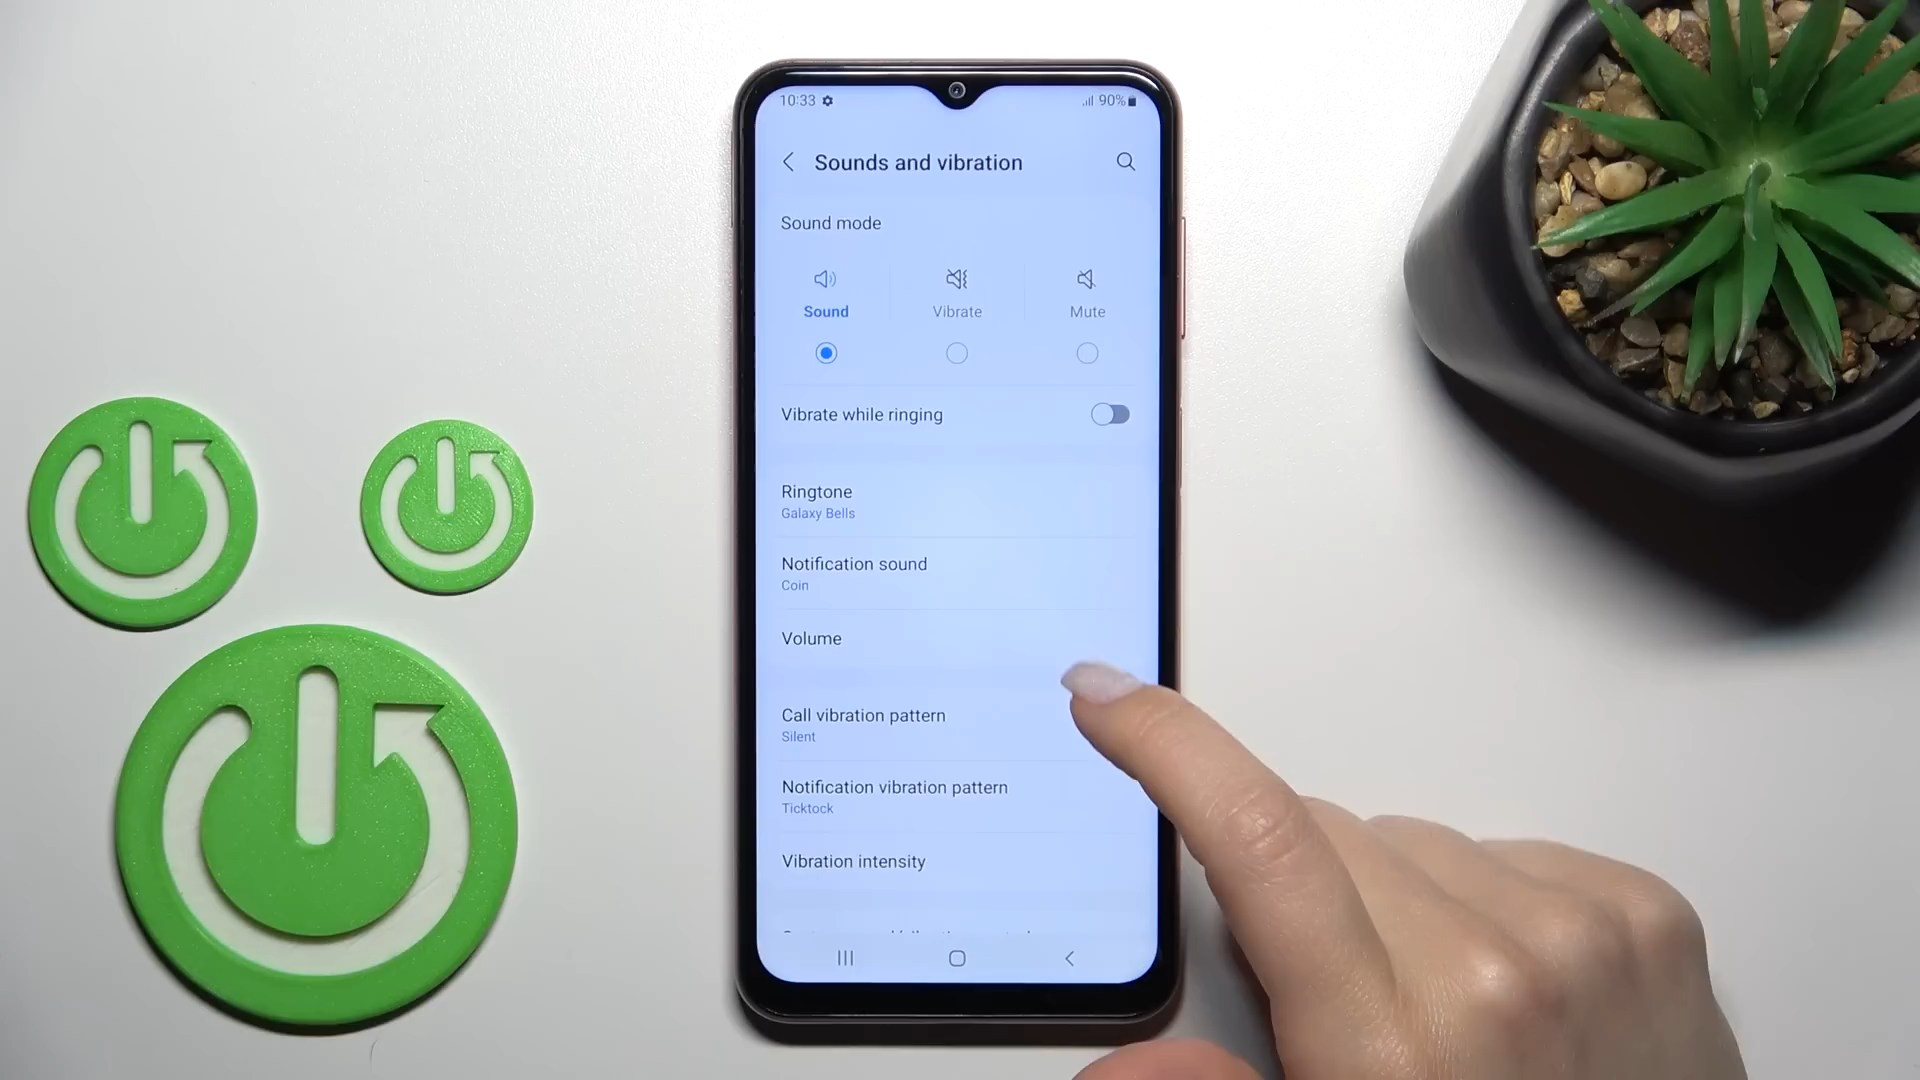 10:33 90%
Sounds and vibration
Sound mode
Sound Vibrate Mute
Vibrate while ringing
Ringtone
Galaxy Bells
Notification sound
Coin
Volume
Call vibration pattern
Silent
Notification vibration pattern
Ticktock
Vibration intensity